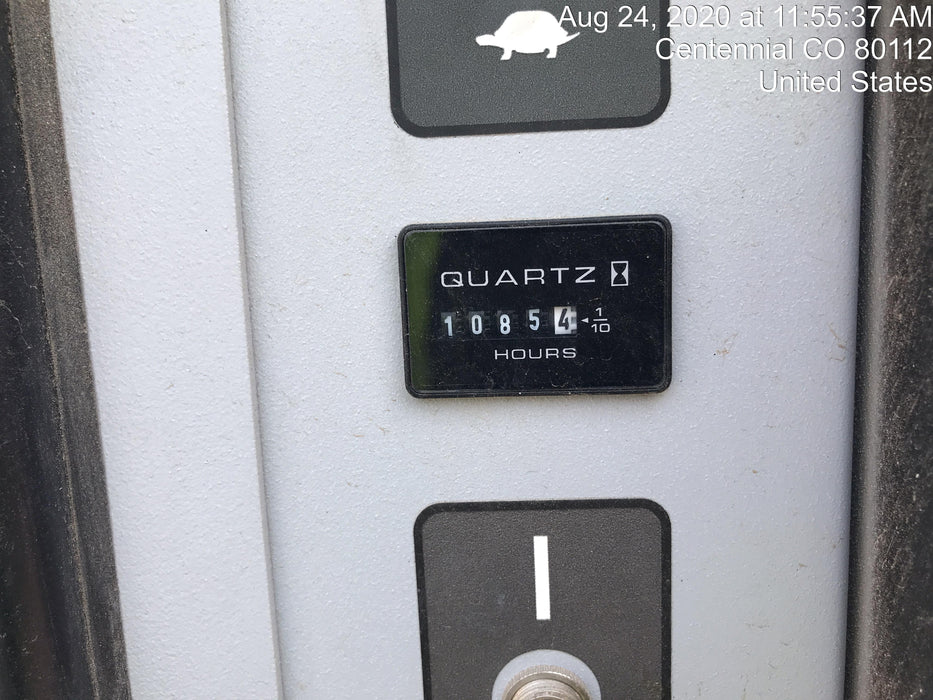 Aug 24, 2020 at 11:55:37 AM
Centennial CO 80112
United States
QUARTZ
10854 1/10
HOURS